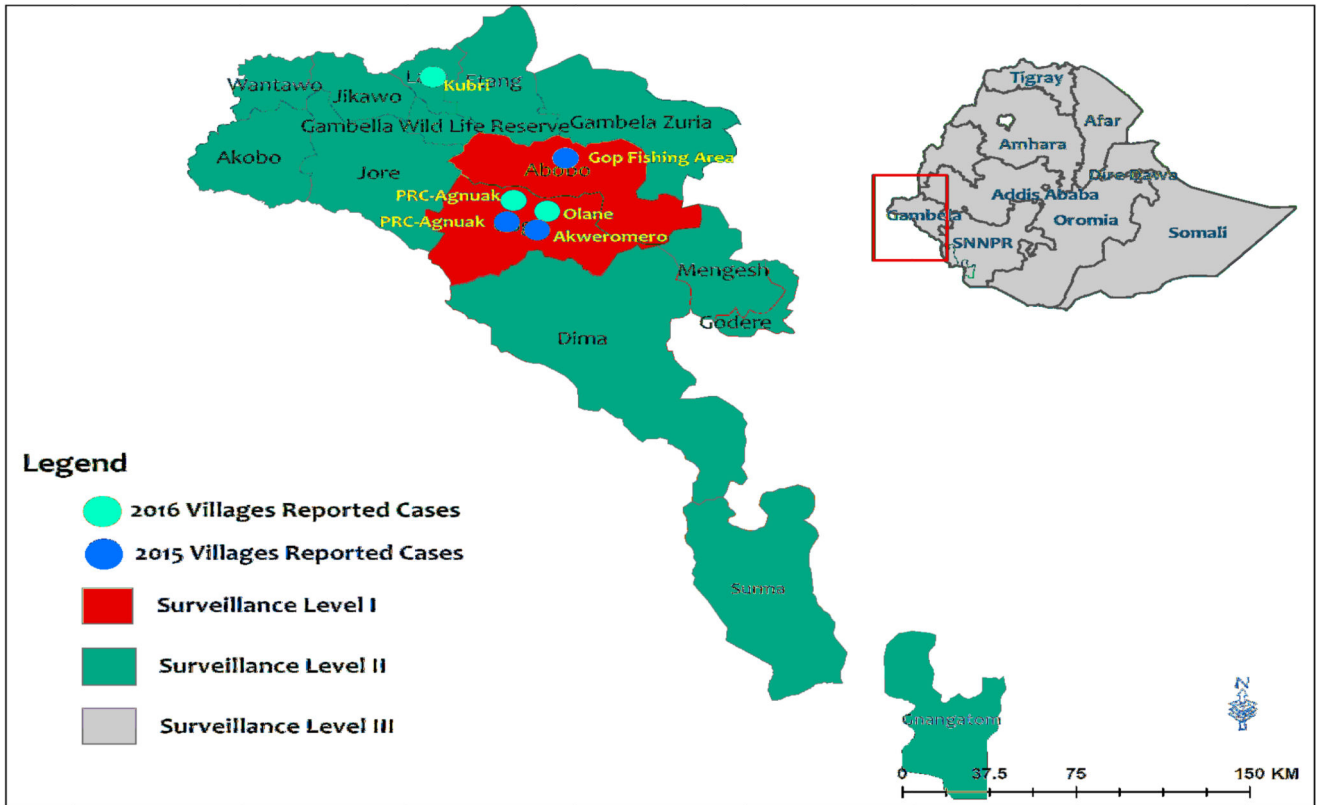 Wantawo
Jikawo
Kubri
Gambella Wild Life Reserve
Gambela Zuria
Akobo
Jore
Gop Fishing Area
Abobo
PRC-Agnuak
Olane
PRC-Agnuak
Akweromero
Mengesh
Godere
Dima
Surma
Tigray
Afar
Amhara
Dire Dawa
Addis Ababa
Gambela
Oromia
SNNPR
Somali
Legend
2016 Villages Reported Cases
2015 Villages Reported Cases
Surveillance Level I
Surveillance Level II
Surveillance Level III
N
0 37.5 75 150 KM